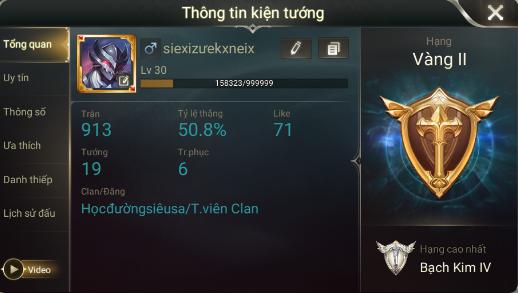 Thông tin kiện tướng
Tổng quan
Uy tín
Thông số
Ưa thích
Danh thiếp
Lịch sử đấu
Video
siexizưekxneix
Lv 30
158323/999999
Trận
Tỷ lệ thắng
Like
913
50.8%
71
Tướng
Tr.phục
19
6
Clan/Đảng
Họcđườngsiêusa/T.viên Clan
Hạng
Vàng II
Hạng cao nhất
Bạch Kim IV